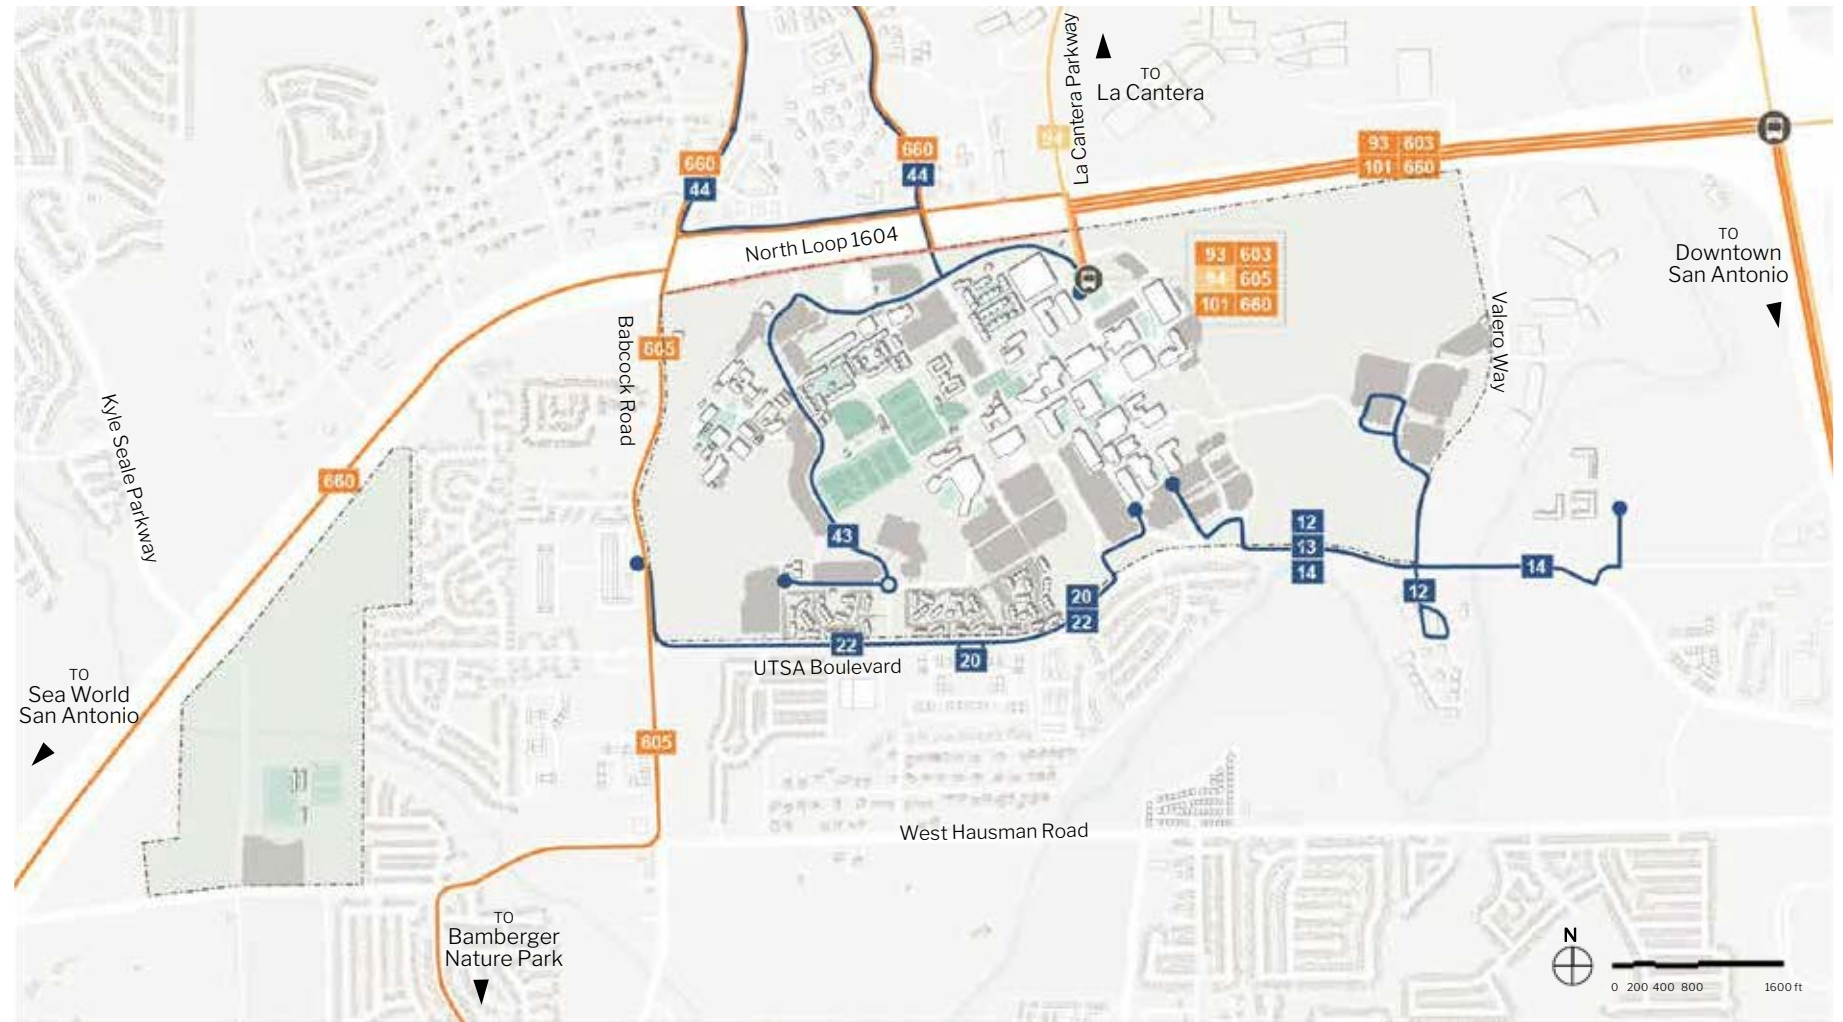 La Cantera Parkway
TO
La Cantera
94
93 603
101 660
660
44
660
44
North Loop 1604
93 603
94 605
101 660
TO
Downtown
San Antonio
Valero Way
Babcock Road
605
Kyle Seale Parkway
660
43
12
13
14
14
12
20
22
22
20
UTSA Boulevard
TO
Sea World
San Antonio
605
West Hausman Road
TO
Bamberger
Nature Park
N
0 200 400 800 1600 ft